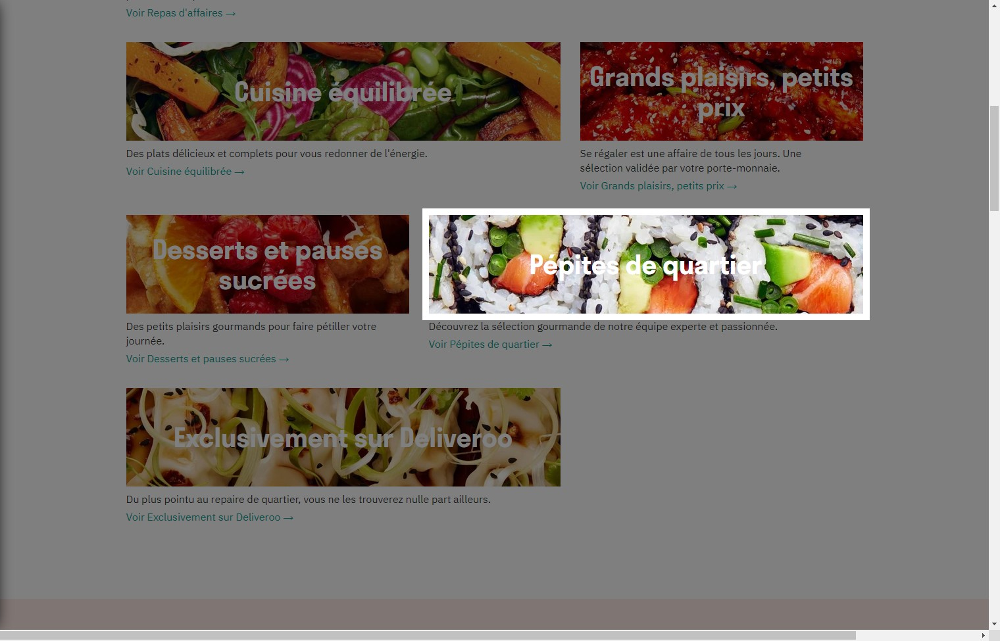 Voir Repas d'affaires →
Cuisine équilibrée
Des plats délicieux et complets pour vous redonner de l'énergie.
Voir Cuisine équilibrée →
Grands plaisirs, petits
prix
Se régaler est une affaire de tous les jours. Une
sélection validée par votre porte-monnaie.
Voir Grands plaisirs, petits prix →
Desserts et pauses
sucrées
Des petits plaisirs gourmands pour faire pétiller votre
journée.
Voir Desserts et pauses sucrées →
Pépites de quartier
Découvrez la sélection gourmande de notre équipe experte et passionnée.
Voir Pépites de quartier →
Exclusivement sur Deliveroo
Du plus pointu au repaire de quartier, vous ne les trouverez nulle part ailleurs.
Voir Exclusivement sur Deliveroo →